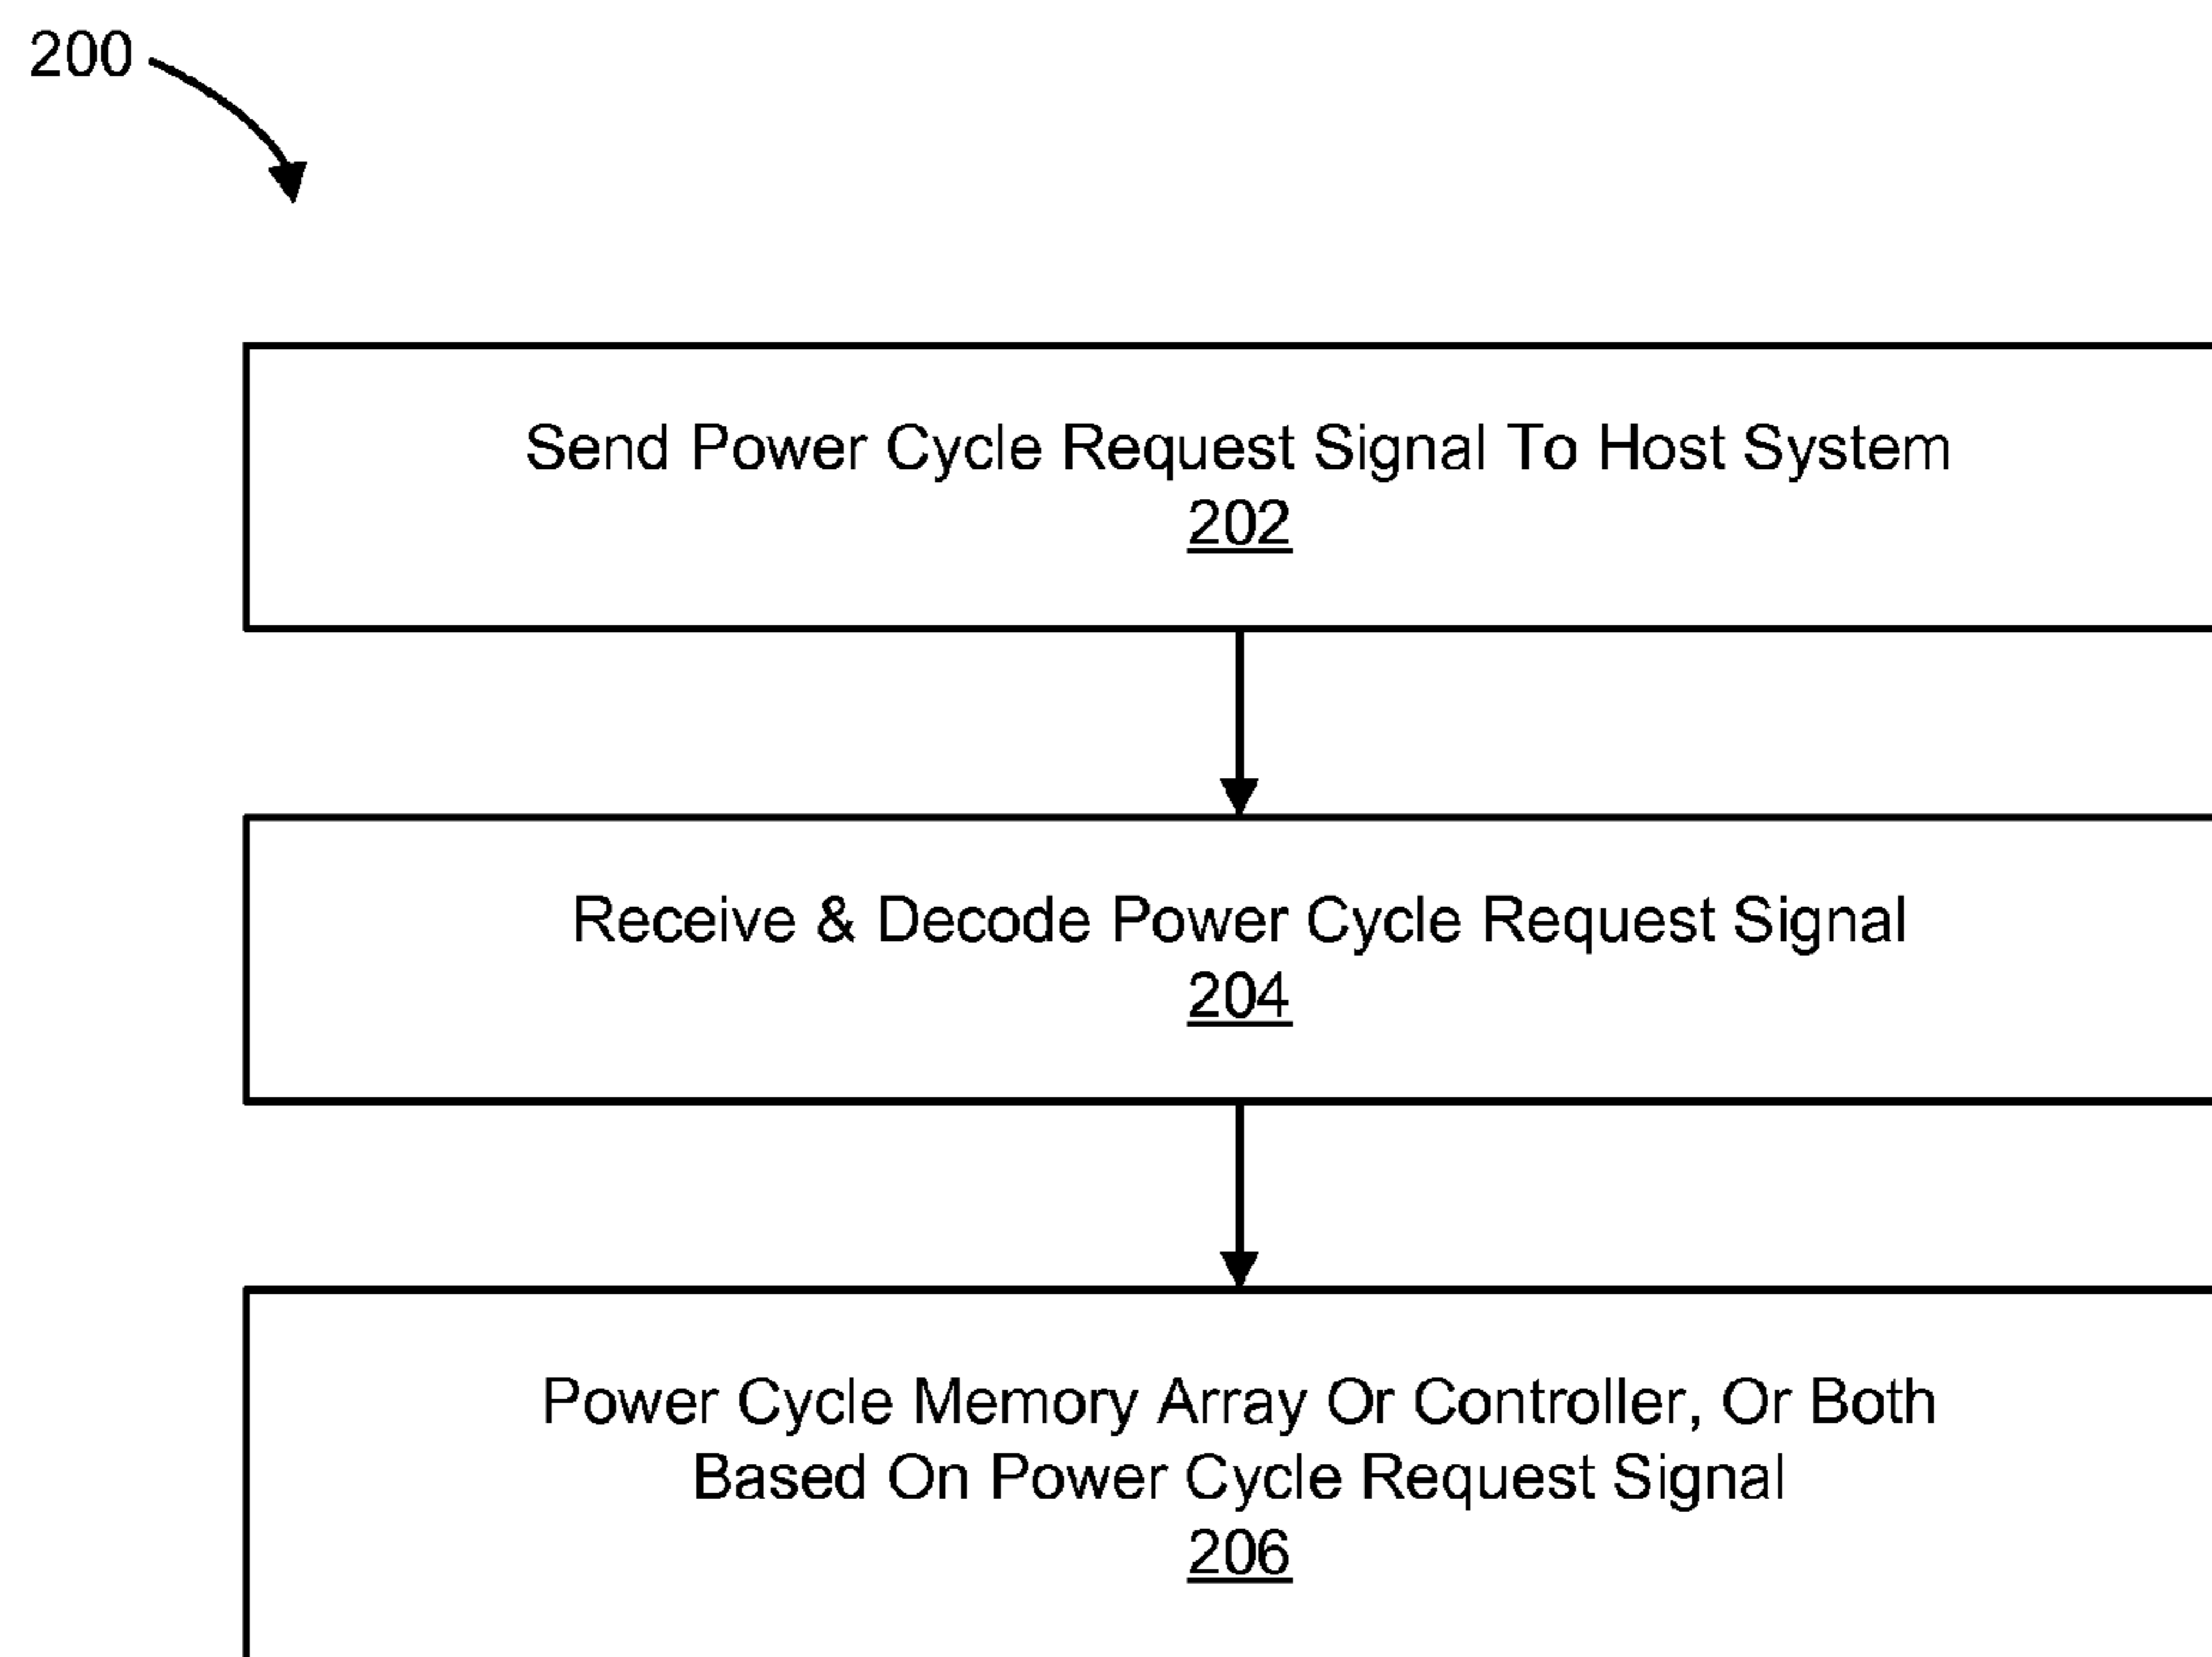 200
Send Power Cycle Request Signal To Host System
202
Receive & Decode Power Cycle Request Signal
204
Power Cycle Memory Array Or Controller, Or Both
Based On Power Cycle Request Signal
206